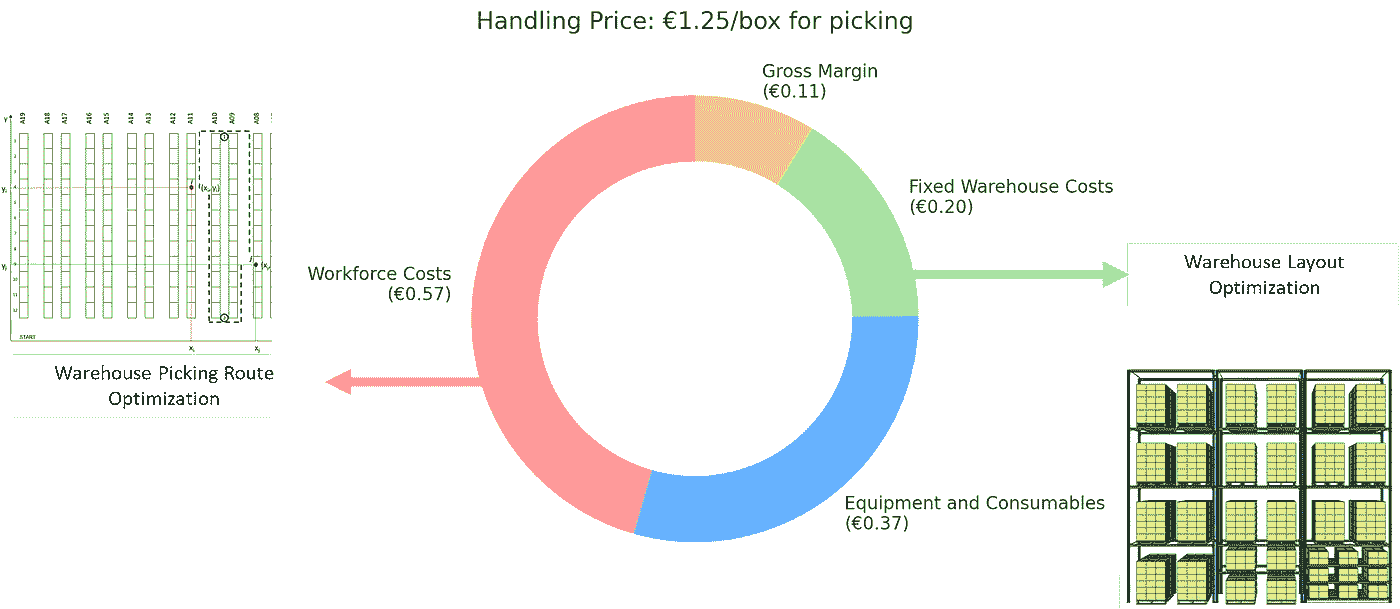 Handling Price: €1.25/box for picking
Gross Margin
(€0.11)
Fixed Warehouse Costs
(€0.20)
Workforce Costs
(€0.57)
Equipment and Consumables
(€0.37)
Warehouse Layout
Optimization
A19 A18 A17 A16 A15 A14 A13 A12 A11 A10 A09 A08
START
Warehouse Picking Route
Optimization